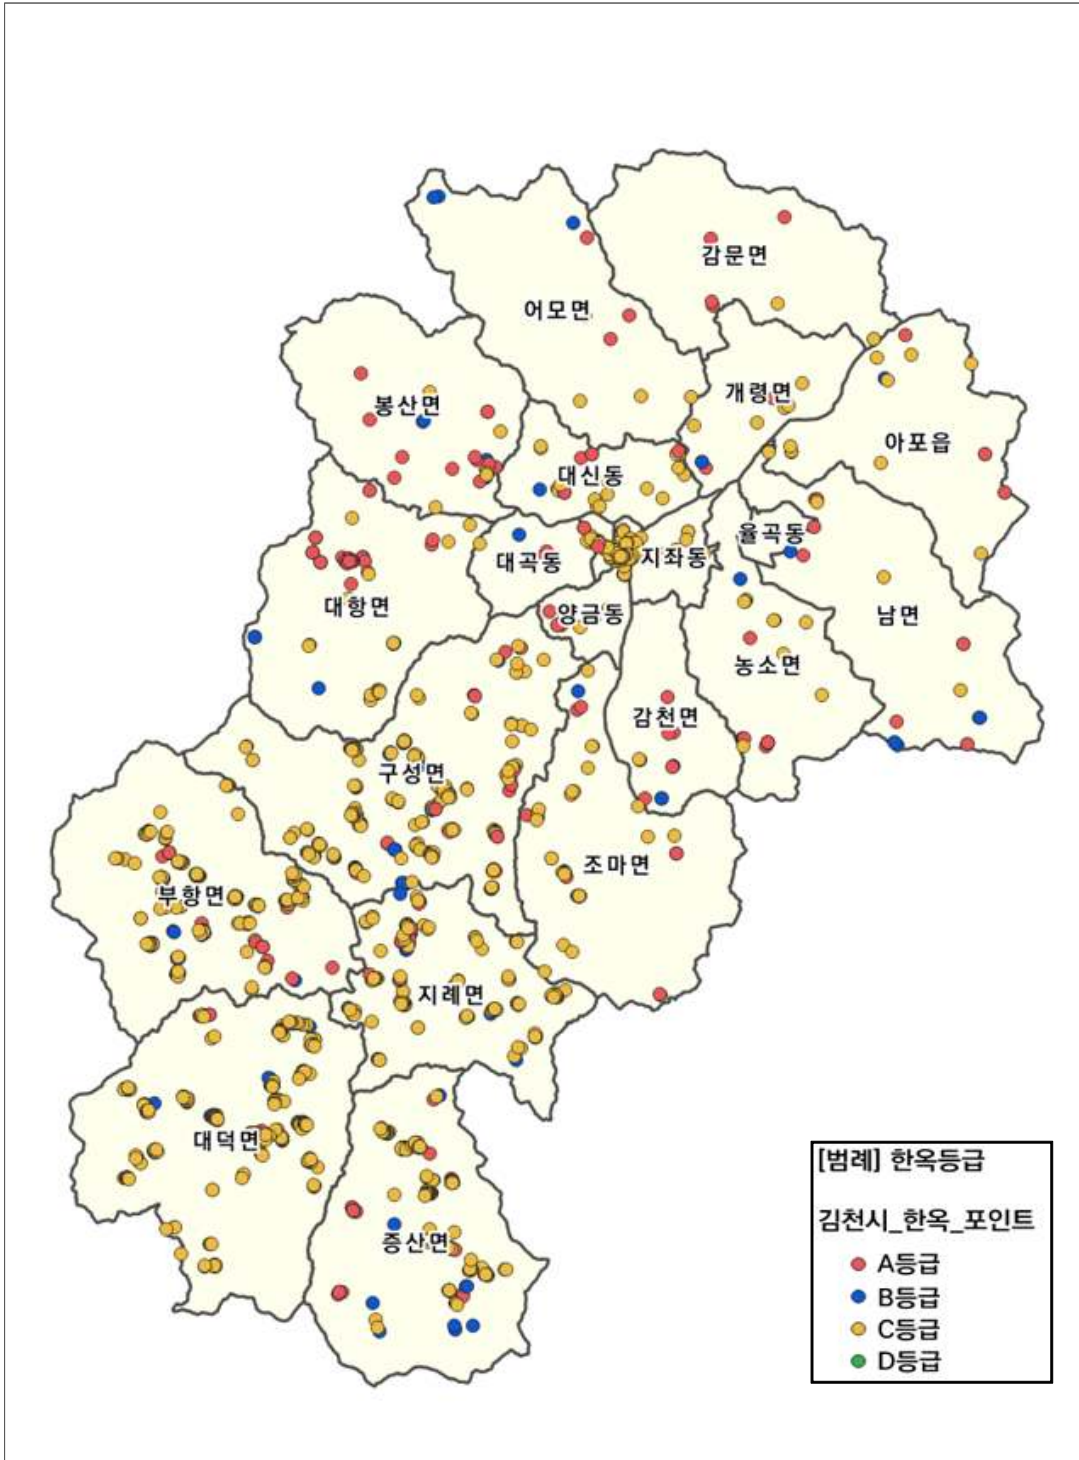 감문면
어모면
개령면
봉산면
아포읍
대신동
율곡동
대곡동
지좌동
대항면
양금동
남면
농소면
감천면
구성면
조마면
부항면
지례면
대덕면
증산면
[범례] 한옥등급
김천시_한옥_포인트
A등급
B등급
C등급
D등급